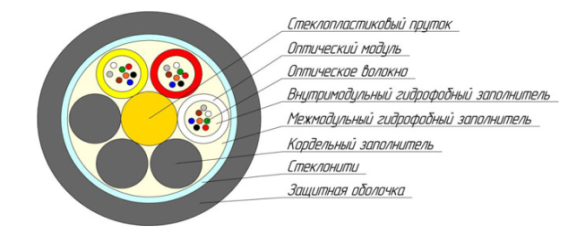 Стеклопластиковый пруток
Оптический модуль
Оптическое волокно
Внутримодульный гидрофобный заполнитель
Межмодульный гидрофобный заполнитель
Кордельный заполнитель
Стеклонити
Защитная оболочка